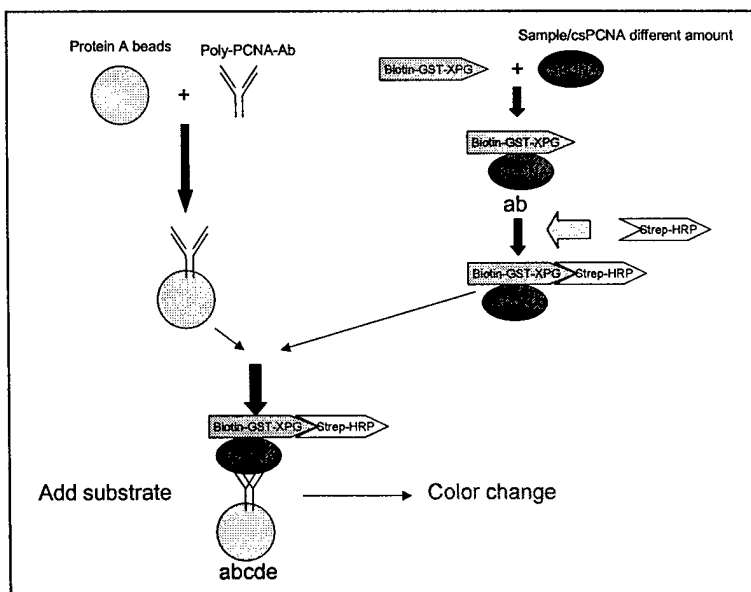 Protein A beads
Poly-PCNA-Ab
+
Sample/csPCNA different amount
Biotin-GST-XPG
+
Biotin-GST-XPG
ab
Strep-HRP
Biotin-GST-XPG
Strep-HRP
Biotin-GST-XPG
Strep-HRP
Add substrate
Color change
abcde